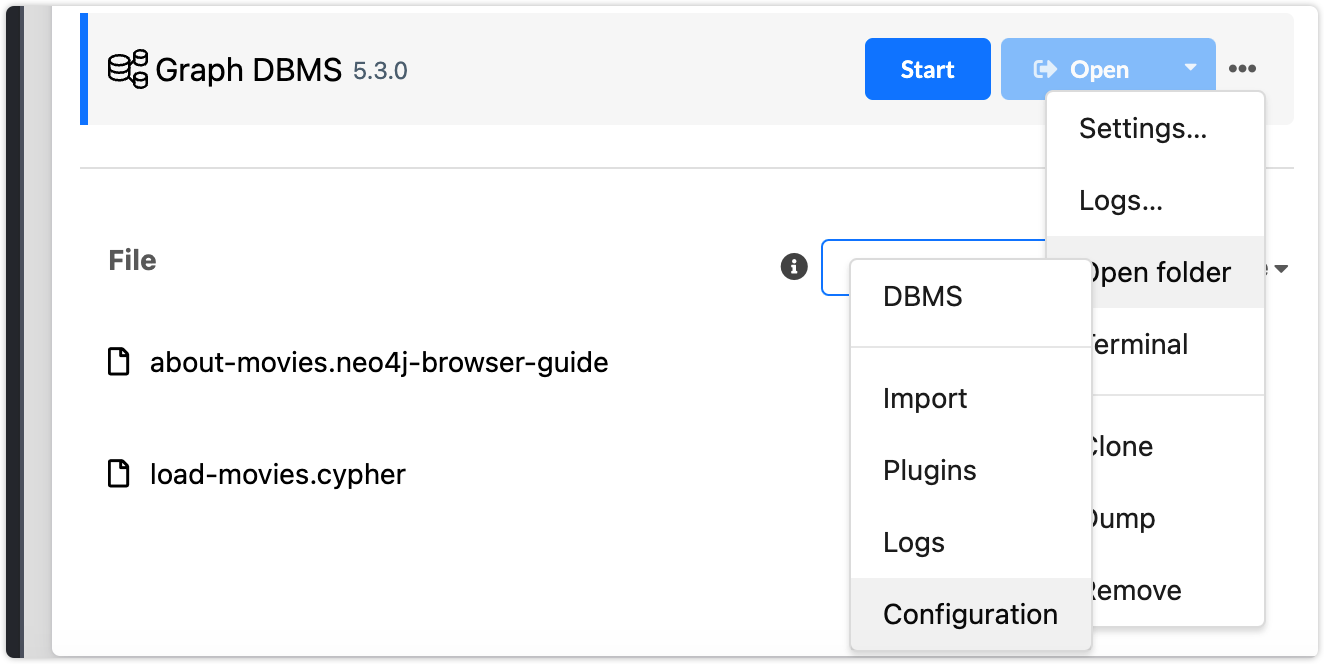 Graph DBMS 5.3.0
Start
Open
Settings...
Logs...
Open folder
Terminal
Clone
Dump
Remove
File
DBMS
Import
Plugins
Logs
Configuration
about-movies.neo4j-browser-guide
load-movies.cypher